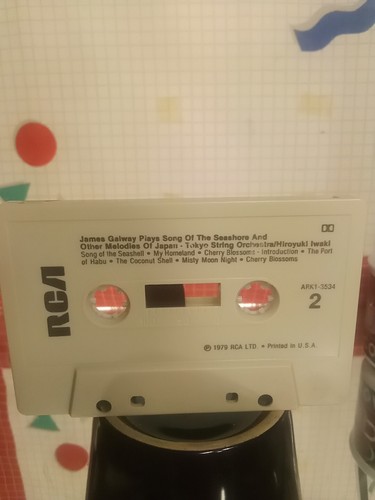 James Galway Plays Song Of The Seashore And
Other Melodies Of Japan - Tokyo String Orchestra/Hiroyuki Iwaki
Song of the Seashell • My Homeland • Cherry Blossoms - Introduction • The Port
of Habu • The Coconut Shell • Misty Moon Night • Cherry Blossoms
RCA
ARK1-3534
2
℗ 1979 RCA LTD. • Printed in U.S.A.